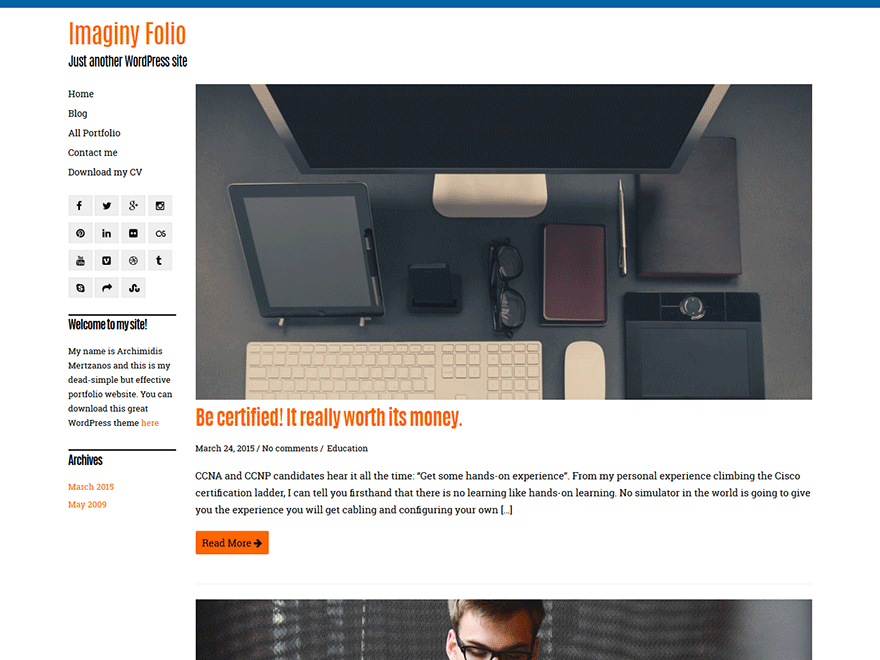 Imaginy Folio
Just another WordPress site
Home
Blog
All Portfolio
Contact me
Download my CV
Welcome to my site!
My name is Archimidis
Mertzanos and this is my
dead-simple but effective
portfolio website. You can
download this great
WordPress theme here
Archives
March 2015
May 2009
Be certified! It really worth its money.
March 24, 2015 / No comments / Education
CCNA and CCNP candidates hear it all the time: “Get some hands-on experience”. From my personal experience climbing the Cisco
certification ladder, I can tell you firsthand that there is no learning like hands-on learning. No simulator in the world is going to give
you the experience you will get cabling and configuring your own [...]
Read More